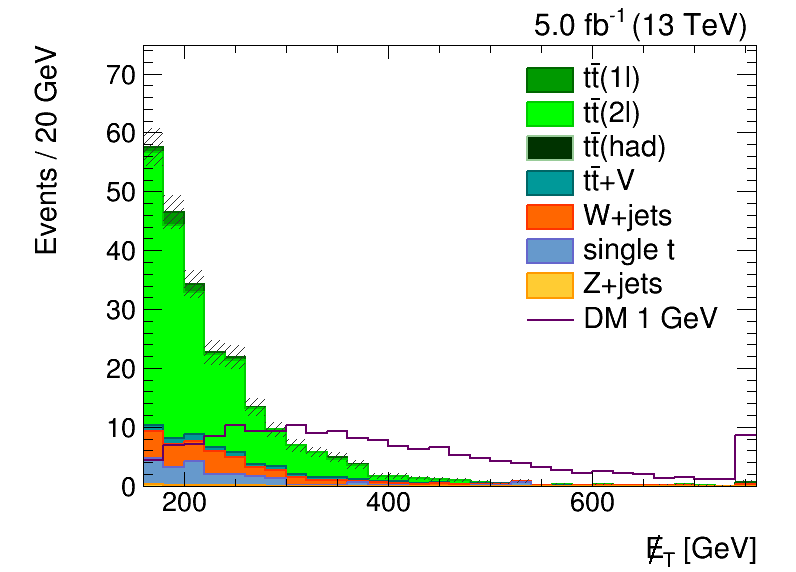 5.0 fb⁻¹ (13 TeV)
Events / 20 GeV
70
60
50
40
30
20
10
0
200
400
600
tt̄(1l)
tt̄(2l)
tt̄(had)
tt̄+V
W+jets
single t
Z+jets
DM 1 GeV
E̸_T [GeV]